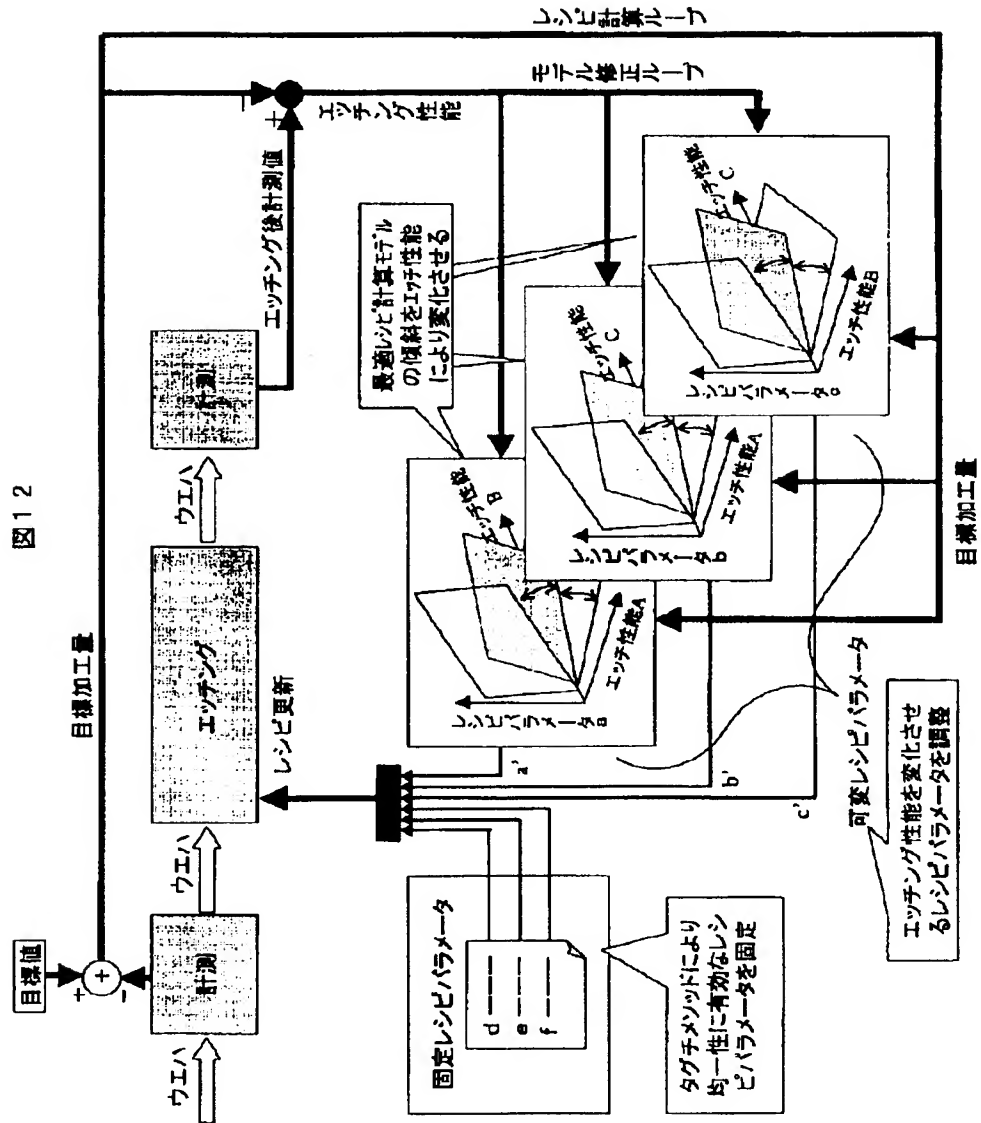 図12
目標値
+
+
-
ウエハ
計測
ウエハ
エッチング
ウエハ
計測
目標加工量
レシピ更新
エッチング後計測値
+
-
エッチング性能
モデル修正ループ
レシピ計算ループ
固定レシピパラメータ
d
e
f
タグチメソッドにより
均一性に有効なレシ
ピパラメータを固定
最適レシピ計算モデル
の傾斜をエッチ性能
により変化させる
レシピパラメータa
エッチ性能A
エッチ性能
B
レシピパラメータb
エッチ性能A
エッチ性能
C
レシピパラメータc
エッチ性能B
エッチ性能
C
a'
b'
c'
可変レシピパラメータ
エッチング性能を変化させ
るレシピパラメータを調整
目標加工量